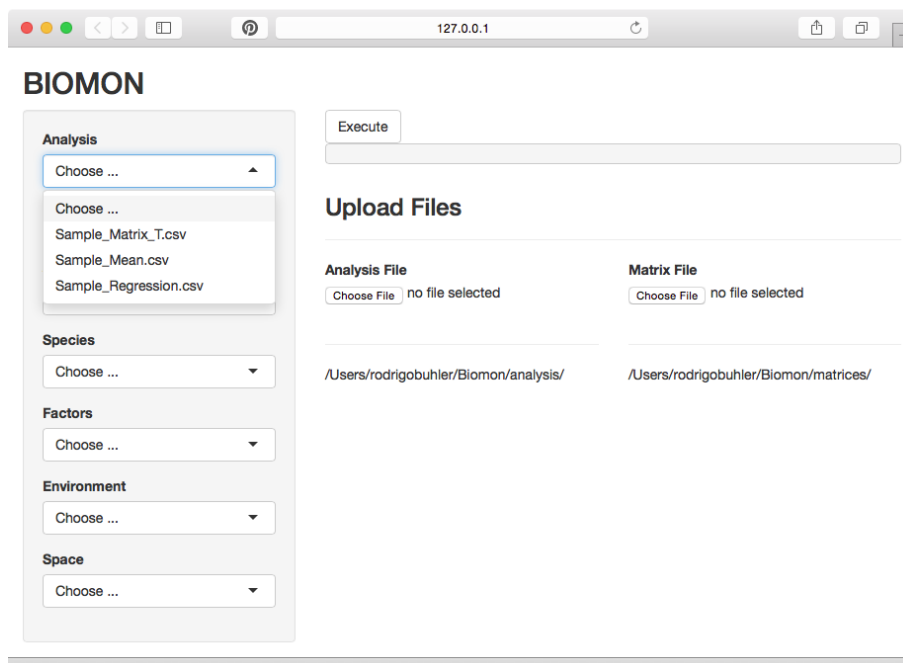 127.0.0.1
BIOMON
Analysis
Choose ...
Choose ...
Sample_Matrix_T.csv
Sample_Mean.csv
Sample_Regression.csv
Species
Choose ...
Factors
Choose ...
Environment
Choose ...
Space
Choose ...
Execute
Upload Files
Analysis File
Choose File no file selected
/Users/rodrigobuhler/Biomon/analysis/
Matrix File
Choose File no file selected
/Users/rodrigobuhler/Biomon/matrices/